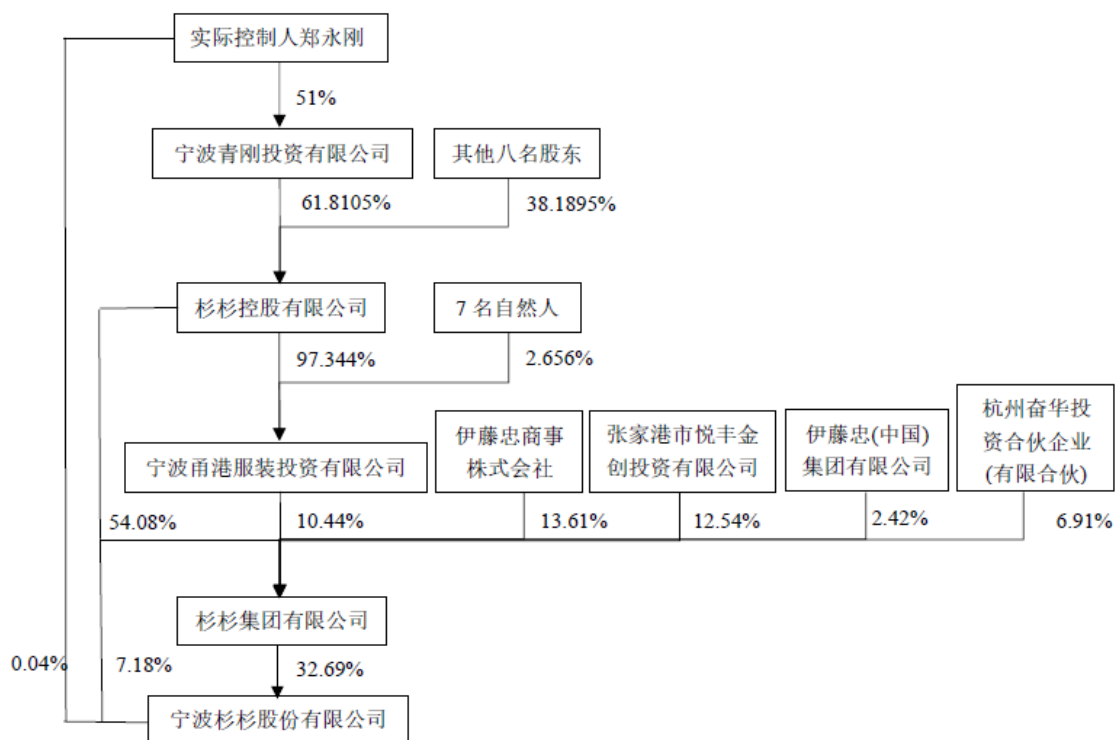 实际控制人郑永刚
51%
宁波青刚投资有限公司
其他八名股东
61.8105%
38.1895%
杉杉控股有限公司
7 名自然人
97.344%
2.656%
宁波甬港服装投资有限公司
伊藤忠商事
株式会社
张家港市悦丰金
创投资有限公司
伊藤忠(中国)
集团有限公司
杭州奋华投
资合伙企业
(有限合伙)
54.08%
10.44%
13.61%
12.54%
2.42%
6.91%
杉杉集团有限公司
0.04%
7.18%
32.69%
宁波杉杉股份有限公司